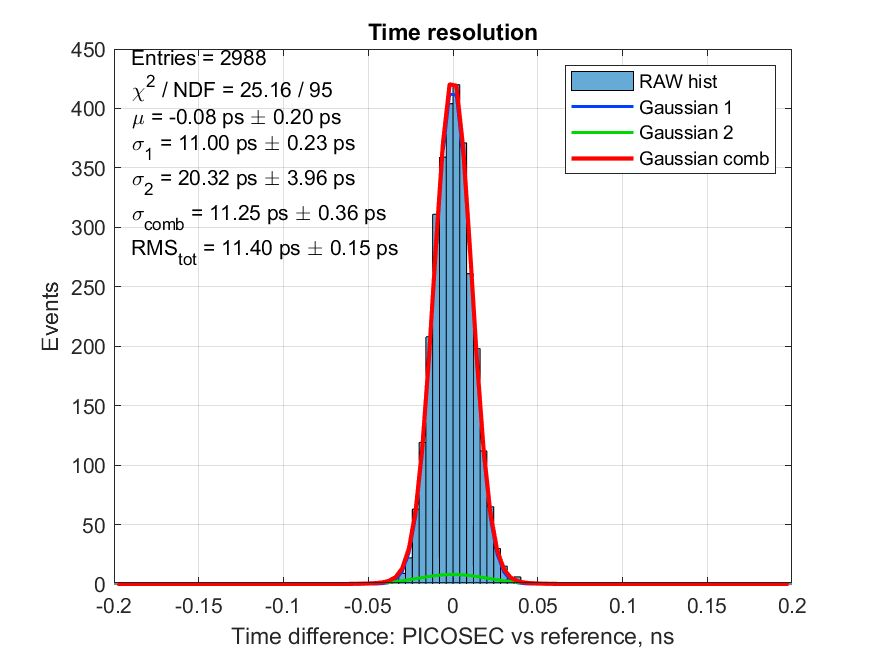 Time resolution
Entries = 2988
χ2 / NDF = 25.16 / 95
μ = -0.08 ps ± 0.20 ps
σ1 = 11.00 ps ± 0.23 ps
σ2 = 20.32 ps ± 3.96 ps
σcomb = 11.25 ps ± 0.36 ps
RMStot = 11.40 ps ± 0.15 ps
RAW hist
Gaussian 1
Gaussian 2
Gaussian comb
Events
450
400
350
300
250
200
150
100
50
0
-0.2 -0.15 -0.1 -0.05 0 0.05 0.1 0.15 0.2
Time difference: PICOSEC vs reference, ns